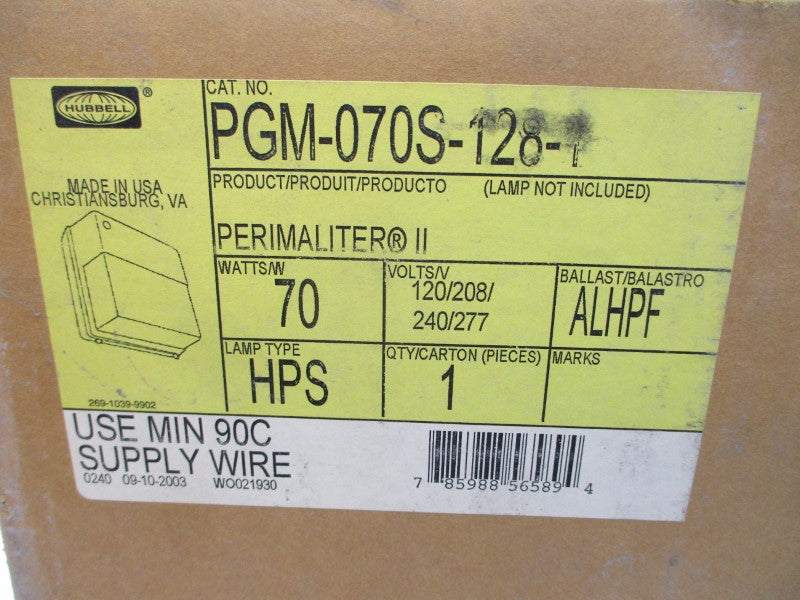 HUBBELL®
MADE IN USA
CHRISTIANSBURG, VA
269-1039-9902
CAT. NO.
PGM-070S-128-1
PRODUCT/PRODUIT/PRODUCTO (LAMP NOT INCLUDED)
PERIMALITER® II
WATTS/W
70
VOLTS/V
120/208/
240/277
BALLAST/BALASTRO
ALHPF
LAMP TYPE
HPS
QTY/CARTON (PIECES)
1
MARKS
USE MIN 90C
SUPPLY WIRE
0240 09-10-2003 WO021930
7 85988 56589 4